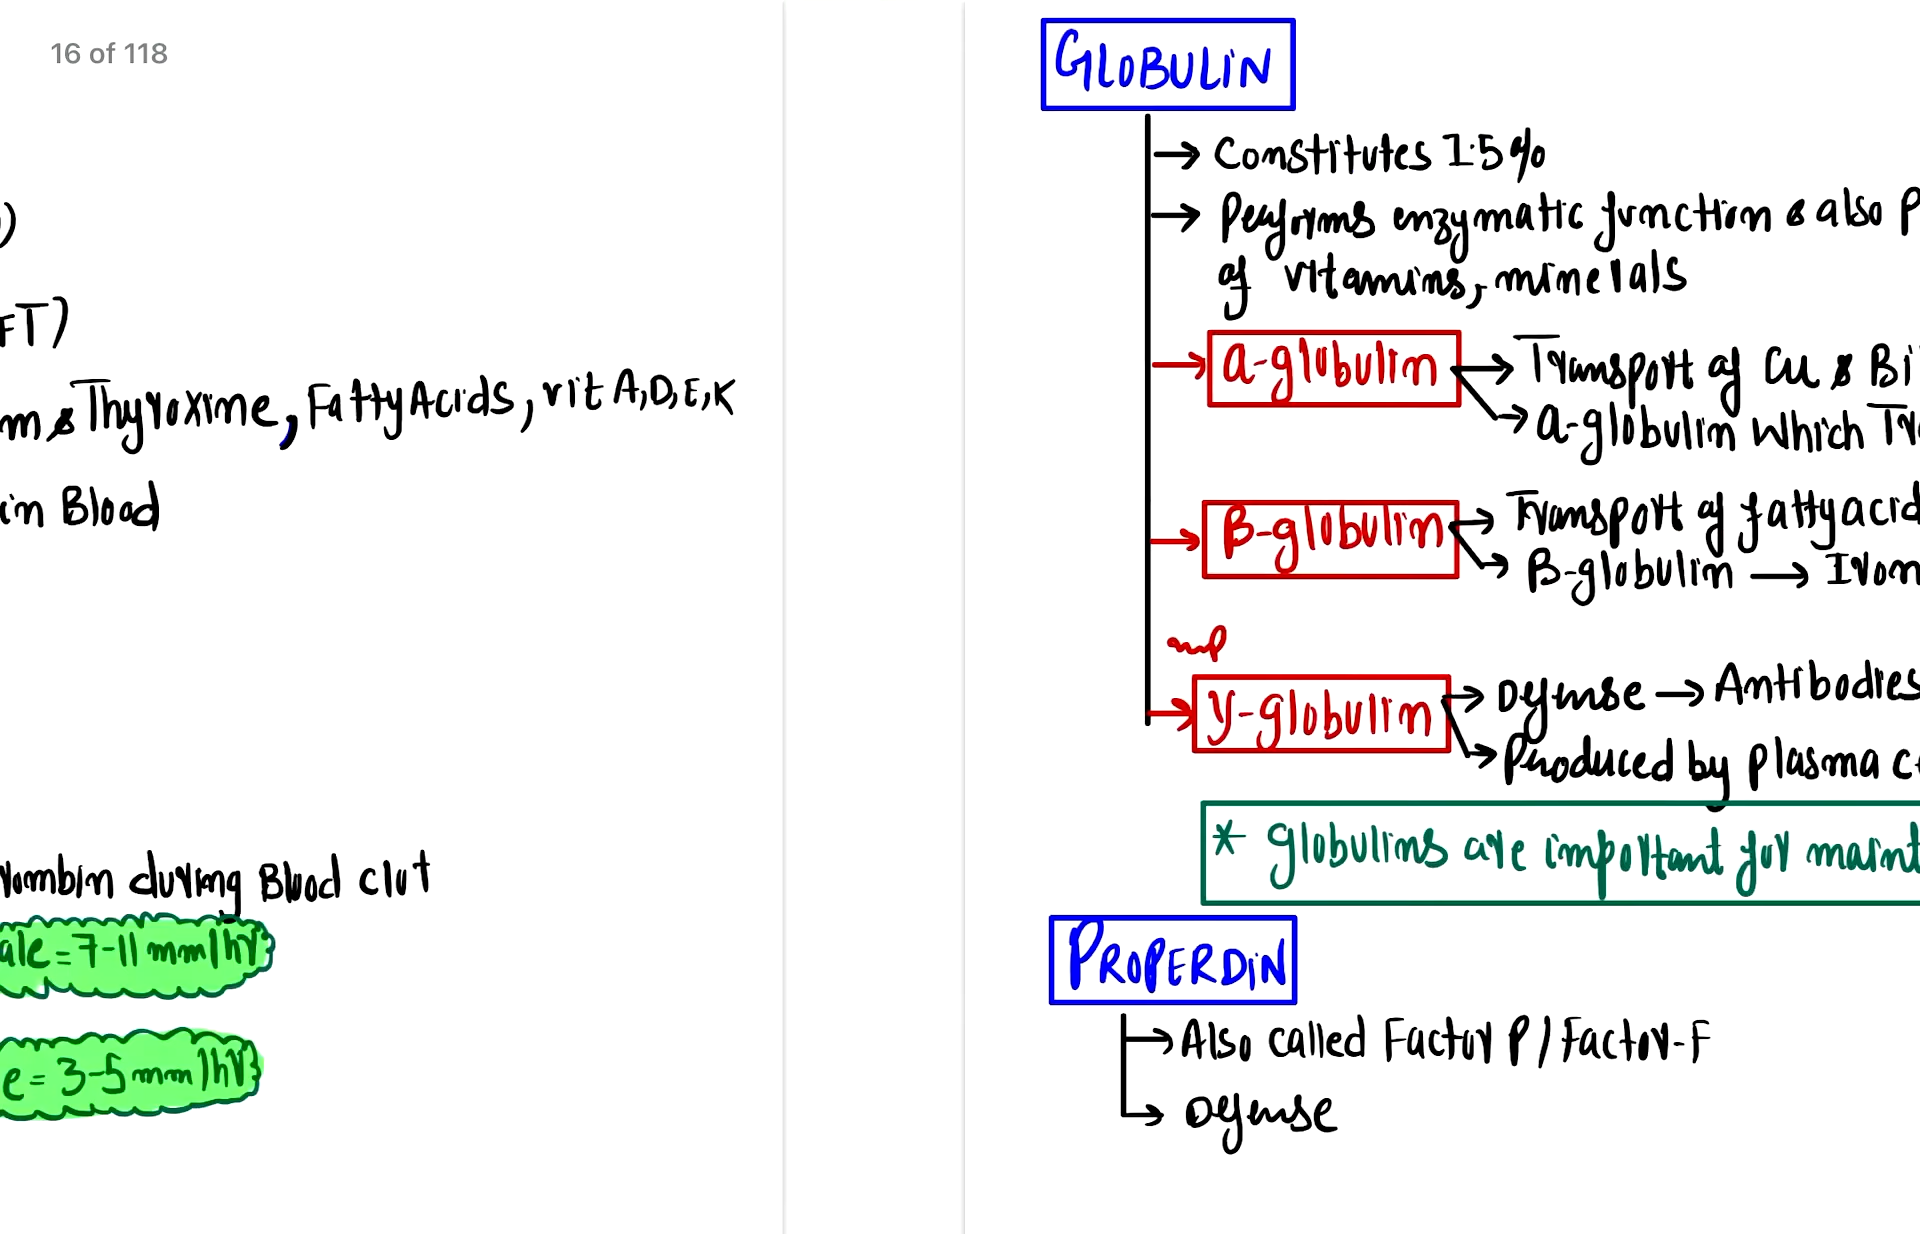 16 of 118
)
FT)
m & Thyroxine, Fatty Acids, vit A,D,E,K
in Blood
rombin during Blood clot
ale = 7-11 mm/hr
e = 3-5 mm/hr
GLOBULIN
→ Constitutes 1.5%
→ Performs enzymatic function & also P
of vitamins, minerals
→ α-globulin → Transport of Cu & Bi
→ α-globulin which Tr
→ β-globulin → Transport of fatty acid
→ β-globulin → Iron
imp
→ γ-globulin → Defense → Antibodies
→ Produced by plasma c
* Globulins are important for maint
PROPERDIN
→ Also called Factor P / Factor-F
→ Defense